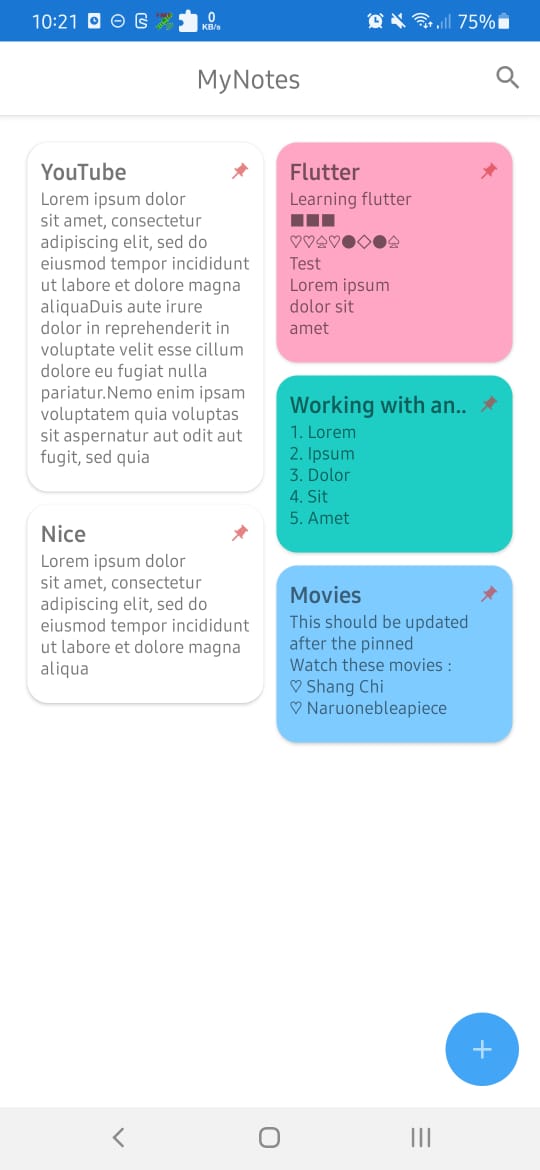 10:21
0
KB/s
75%
MyNotes
YouTube
Lorem ipsum dolor
sit amet, consectetur
adipiscing elit, sed do
eiusmod tempor incididunt
ut labore et dolore magna
aliquaDuis aute irure
dolor in reprehenderit in
voluptate velit esse cillum
dolore eu fugiat nulla
pariatur.Nemo enim ipsam
voluptatem quia voluptas
sit aspernatur aut odit aut
fugit, sed quia
Nice
Lorem ipsum dolor
sit amet, consectetur
adipiscing elit, sed do
eiusmod tempor incididunt
ut labore et dolore magna
aliqua
Flutter
Learning flutter
■■■
♡♡♤♡●◇●♤
Test
Lorem ipsum
dolor sit
amet
Working with an..
1. Lorem
2. Ipsum
3. Dolor
4. Sit
5. Amet
Movies
This should be updated
after the pinned
Watch these movies :
♡ Shang Chi
♡ Naruonebleapiece